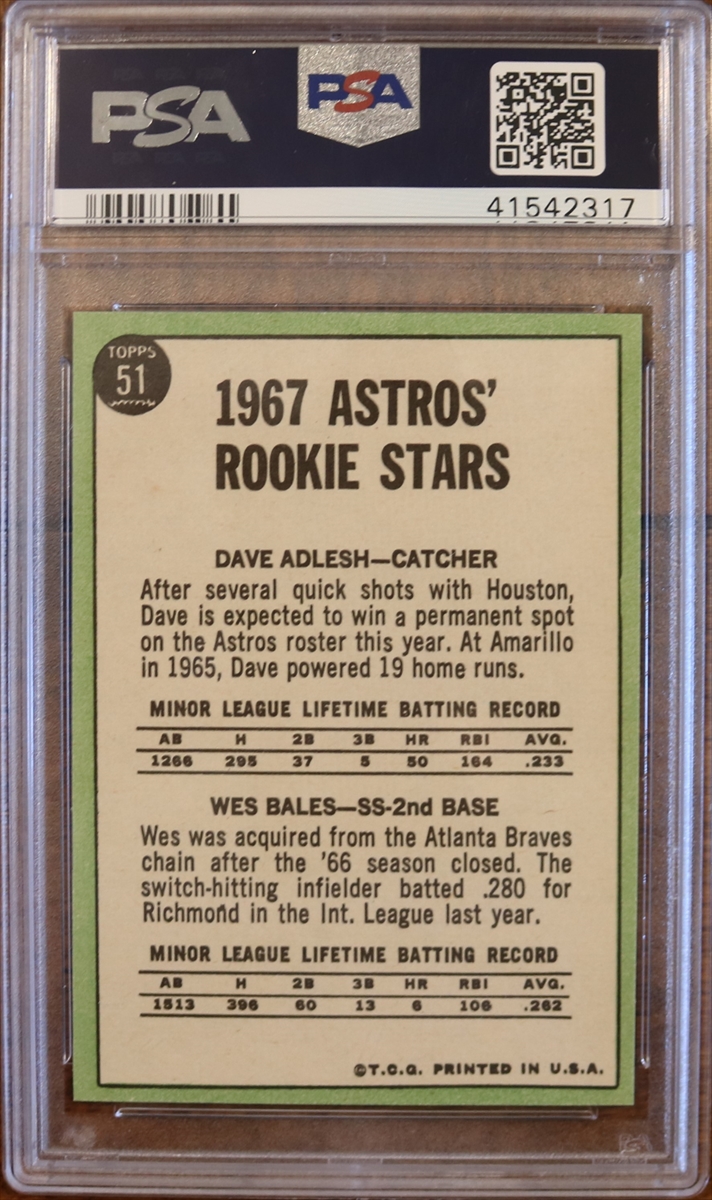 PSA
PSA
41542317
TOPPS
51
1967 ASTROS'
ROOKIE STARS
DAVE ADLESH—CATCHER
After several quick shots with Houston,
Dave is expected to win a permanent spot
on the Astros roster this year. At Amarillo
in 1965, Dave powered 19 home runs.
MINOR LEAGUE LIFETIME BATTING RECORD
AB H 2B 3B HR RBI AVG.
1266 295 37 5 50 164 .233
WES BALES—SS-2nd BASE
Wes was acquired from the Atlanta Braves
chain after the '66 season closed. The
switch-hitting infielder batted .280 for
Richmond in the Int. League last year.
MINOR LEAGUE LIFETIME BATTING RECORD
AB H 2B 3B HR RBI AVG.
1513 396 60 13 6 106 .262
©T.C.G. PRINTED IN U.S.A.